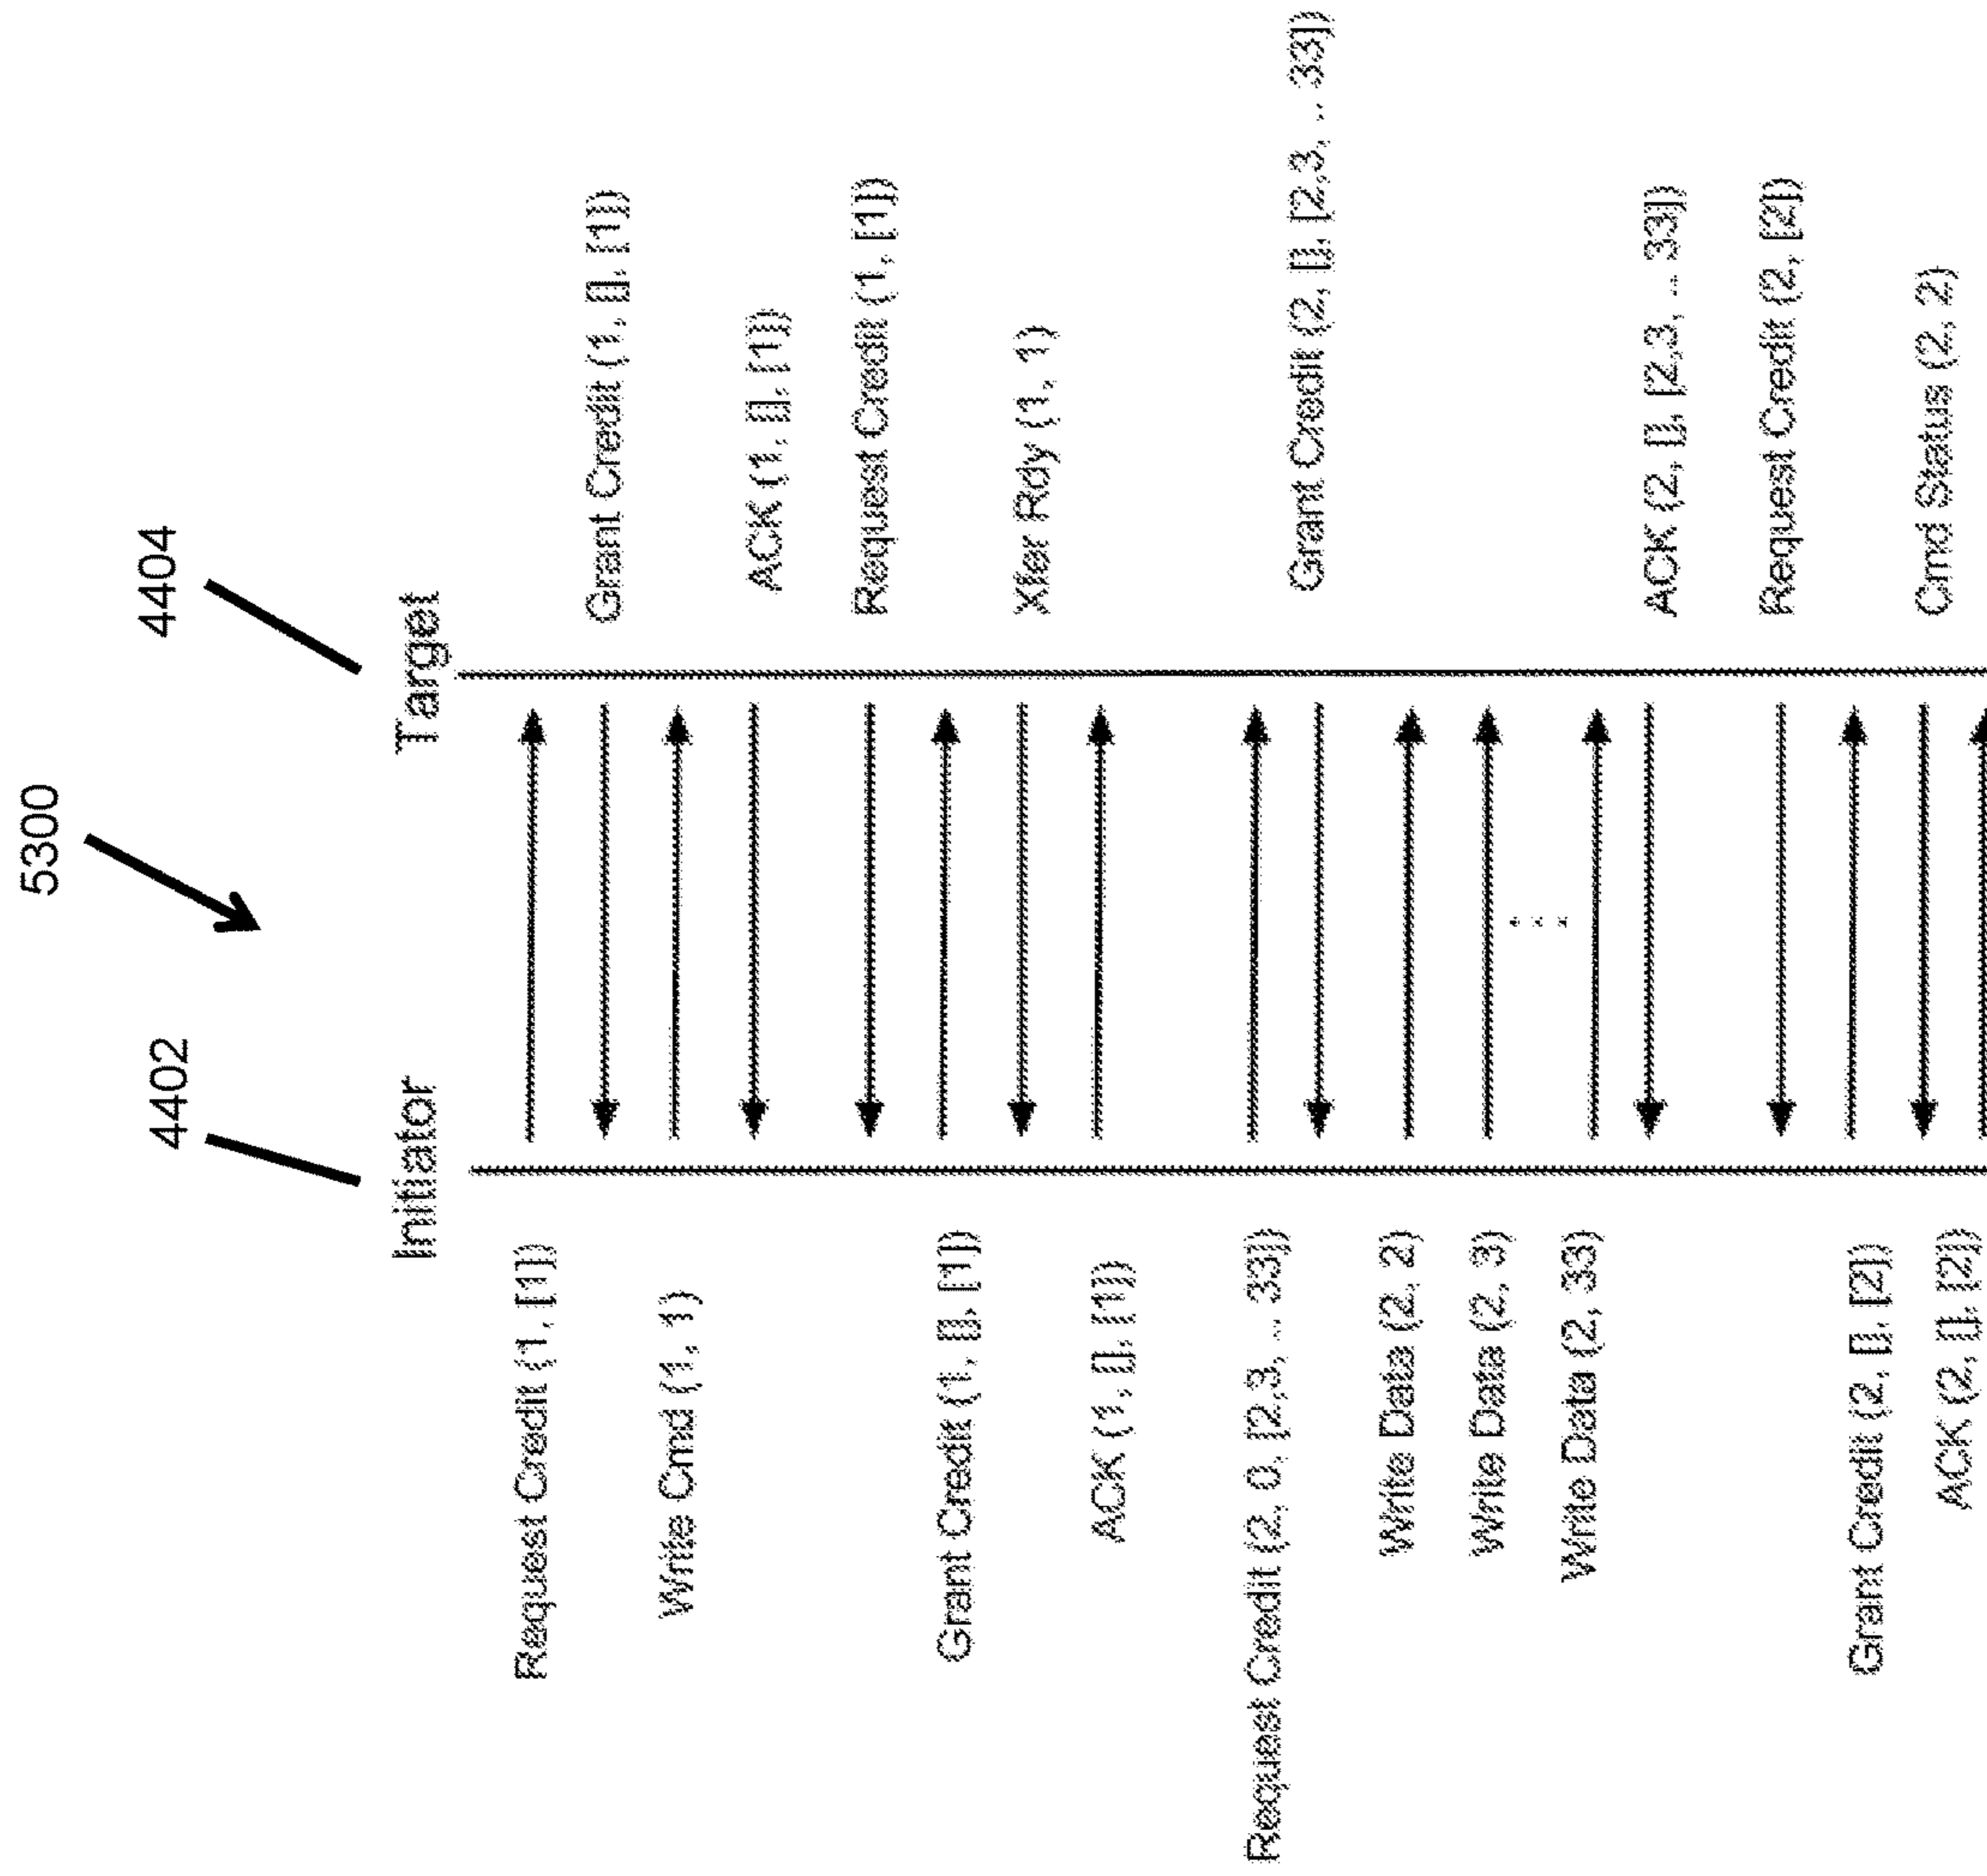 5300
4402
4404
Initiator
Target
Request Credit (1, [1])
Grant Credit (1, [], [1])
Write Cmd (1, 1)
ACK (1, [], [1])
Request Credit (1, [1])
Grant Credit (1, [], [1])
Xfer Rdy (1, 1)
ACK (1, [], [1])
Request Credit (2, 0, [2,3, ... 33])
Grant Credit (2, [], [2,3, ... 33])
Write Data (2, 2)
Write Data (2, 3)
...
Write Data (2, 33)
ACK (2, [], [2,3, ... 33])
Request Credit (2, [2])
Grant Credit (2, [], [2])
Cmd Status (2, 2)
ACK (2, [], [2])